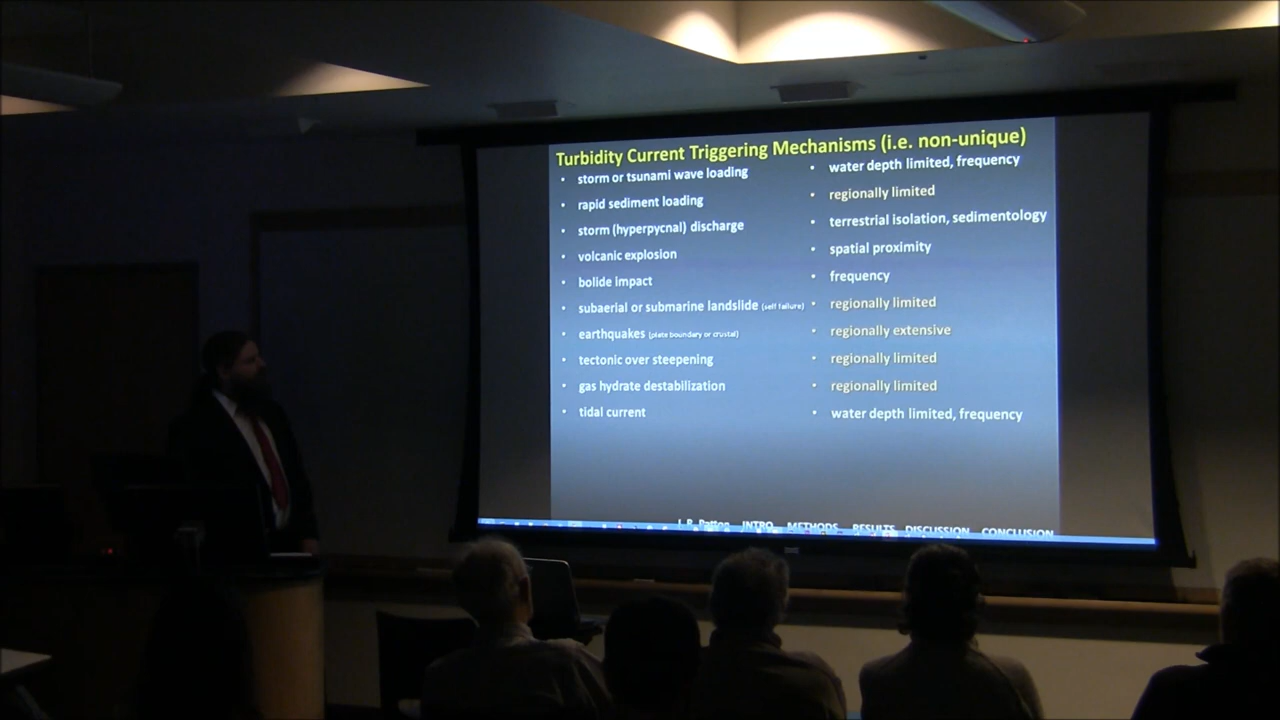 Turbidity Current Triggering Mechanisms (i.e. non-unique)
• storm or tsunami wave loading
• rapid sediment loading
• storm (hyperpycnal) discharge
• volcanic explosion
• bolide impact
• subaerial or submarine landslide (self failure)
• earthquakes (plate boundary or crustal)
• tectonic over steepening
• gas hydrate destabilization
• tidal current
• water depth limited, frequency
• regionally limited
• terrestrial isolation, sedimentology
• spatial proximity
• frequency
• regionally limited
• regionally extensive
• regionally limited
• regionally limited
• water depth limited, frequency
J. R. Patton INTRO METHODS RESULTS DISCUSSION CONCLUSION